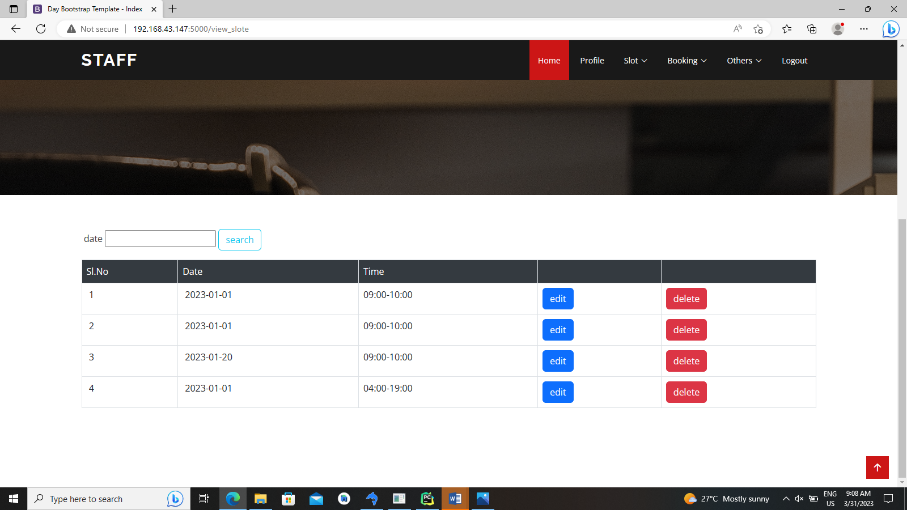 Day Bootstrap Template - Index
Not secure | 192.168.43.147:5000/view_slote
STAFF
Home Profile Slot Booking Others Logout
date search
Sl.No Date Time
1 2023-01-01 09:00-10:00 edit delete
2 2023-01-01 09:00-10:00 edit delete
3 2023-01-20 09:00-10:00 edit delete
4 2023-01-01 04:00-19:00 edit delete
Type here to search
27°C Mostly sunny
ENG
US
9:08 AM
3/31/2023